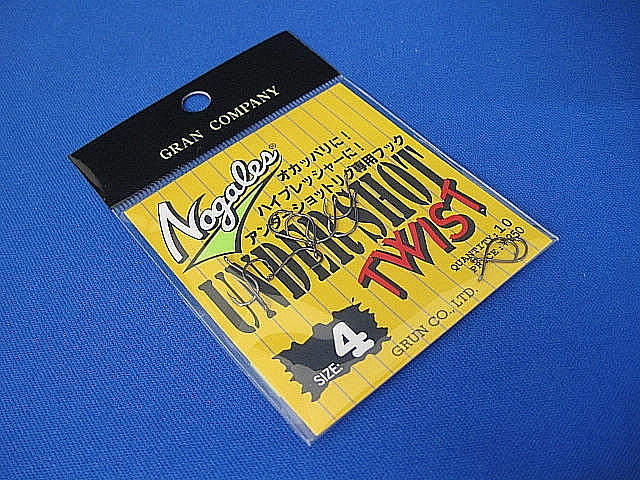 GRAN COMPANY
Nogales®
オカッパリに!
ハイプレッシャーに!
アンダーショットリグ専用フック
UNDERSHOT
TWIST
QUANTITY: 10
PRICE: ¥250
SIZE: 4
GRUN CO.,LTD.